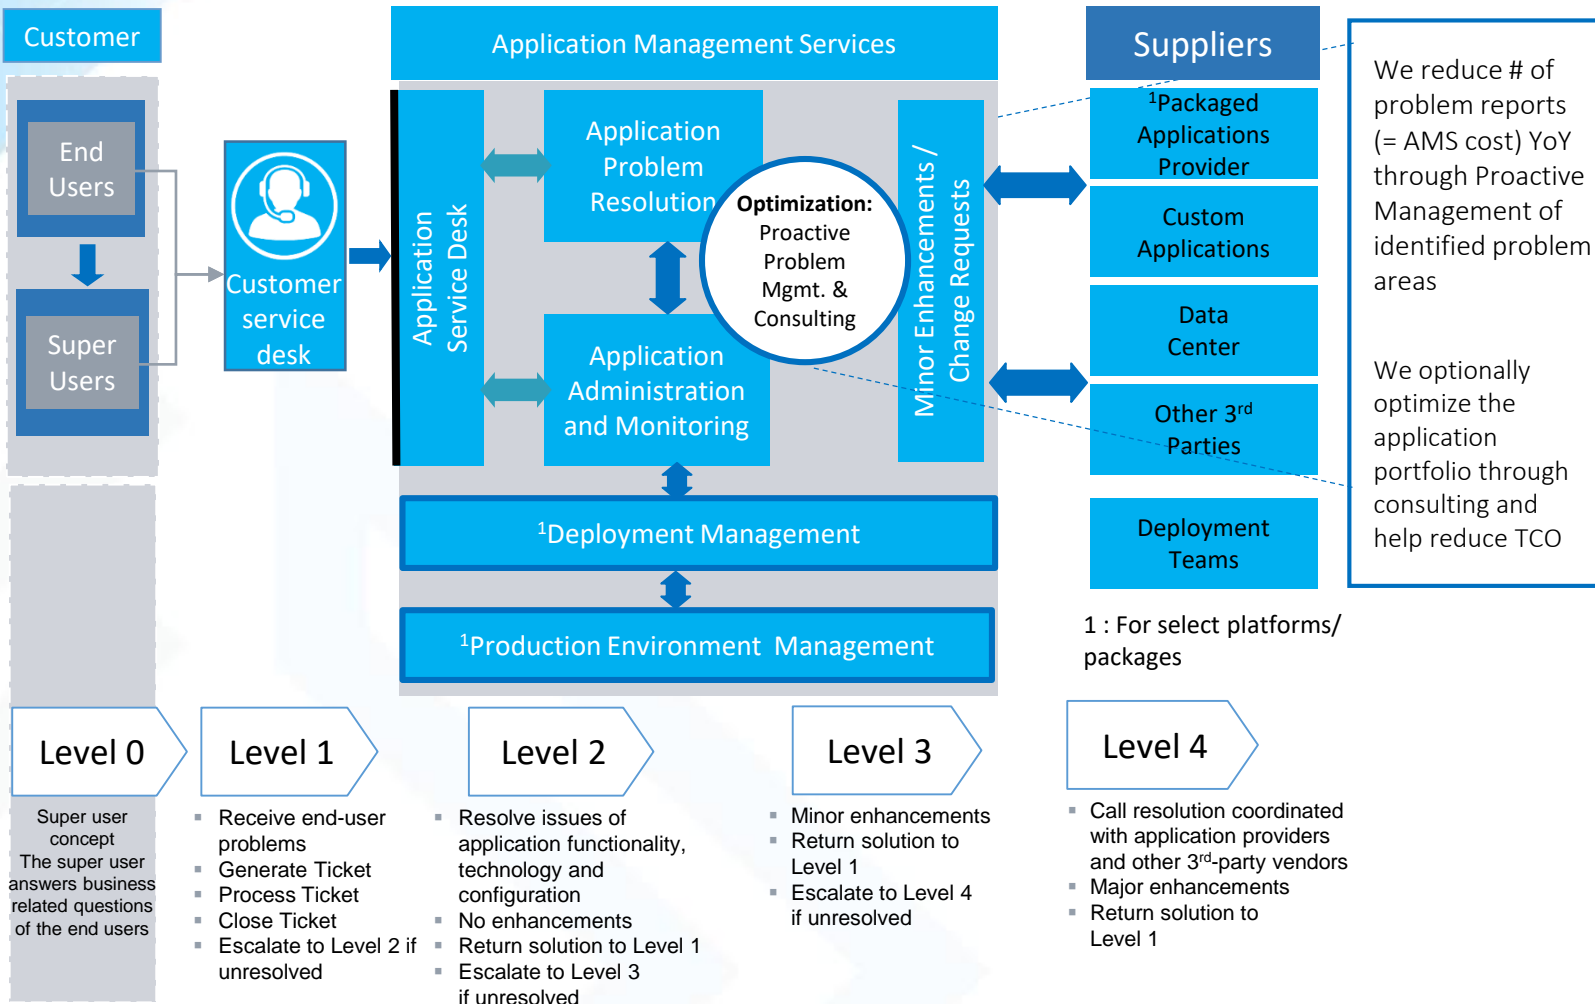 Customer
Application Management Services
Suppliers
End
Users
Super
Users
Customer
service
desk
Application
Service Desk
Application
Problem
Resolution
Optimization:
Proactive
Problem
Mgmt. &
Consulting
Application
Administration
and Monitoring
Minor Enhancements /
Change Requests
1Deployment Management
1Production Environment  Management
1Packaged
Applications
Provider
Custom
Applications
Data
Center
Other 3rd
Parties
Deployment
Teams
1 : For select platforms/
packages
We reduce # of
problem reports
(= AMS cost) YoY
through Proactive
Management of
identified problem
areas
We optionally
optimize the
application
portfolio through
consulting and
help reduce TCO
Level 0
Super user
concept
The super user
answers business
related questions
of the end users
Level 1
▪ Receive end-user
problems
▪ Generate Ticket
▪ Process Ticket
▪ Close Ticket
▪ Escalate to Level 2 if
unresolved
Level 2
▪ Resolve issues of
application functionality,
technology and
configuration
▪ No enhancements
▪ Return solution to Level 1
▪ Escalate to Level 3
if unresolved
Level 3
▪ Minor enhancements
▪ Return solution to
Level 1
▪ Escalate to Level 4
if unresolved
Level 4
▪ Call resolution coordinated
with application providers
and other 3rd-party vendors
▪ Major enhancements
▪ Return solution to
Level 1